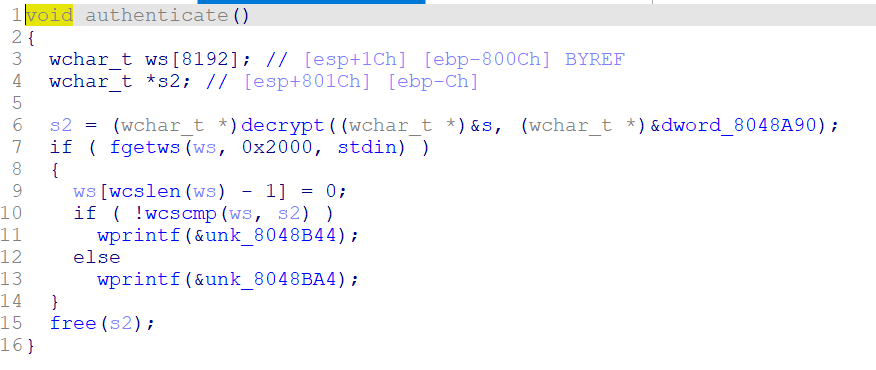 1 void authenticate()
2 {
3 wchar_t ws[8192]; // [esp+1Ch] [ebp-800Ch] BYREF
4 wchar_t *s2; // [esp+801Ch] [ebp-Ch]
5
6 s2 = (wchar_t *)decrypt((wchar_t *)&s, (wchar_t *)&dword_8048A90);
7 if ( fgetws(ws, 0x2000, stdin) )
8 {
9 ws[wcslen(ws) - 1] = 0;
10 if ( !wcscmp(ws, s2) )
11 wprintf(&unk_8048B44);
12 else
13 wprintf(&unk_8048BA4);
14 }
15 free(s2);
16 }